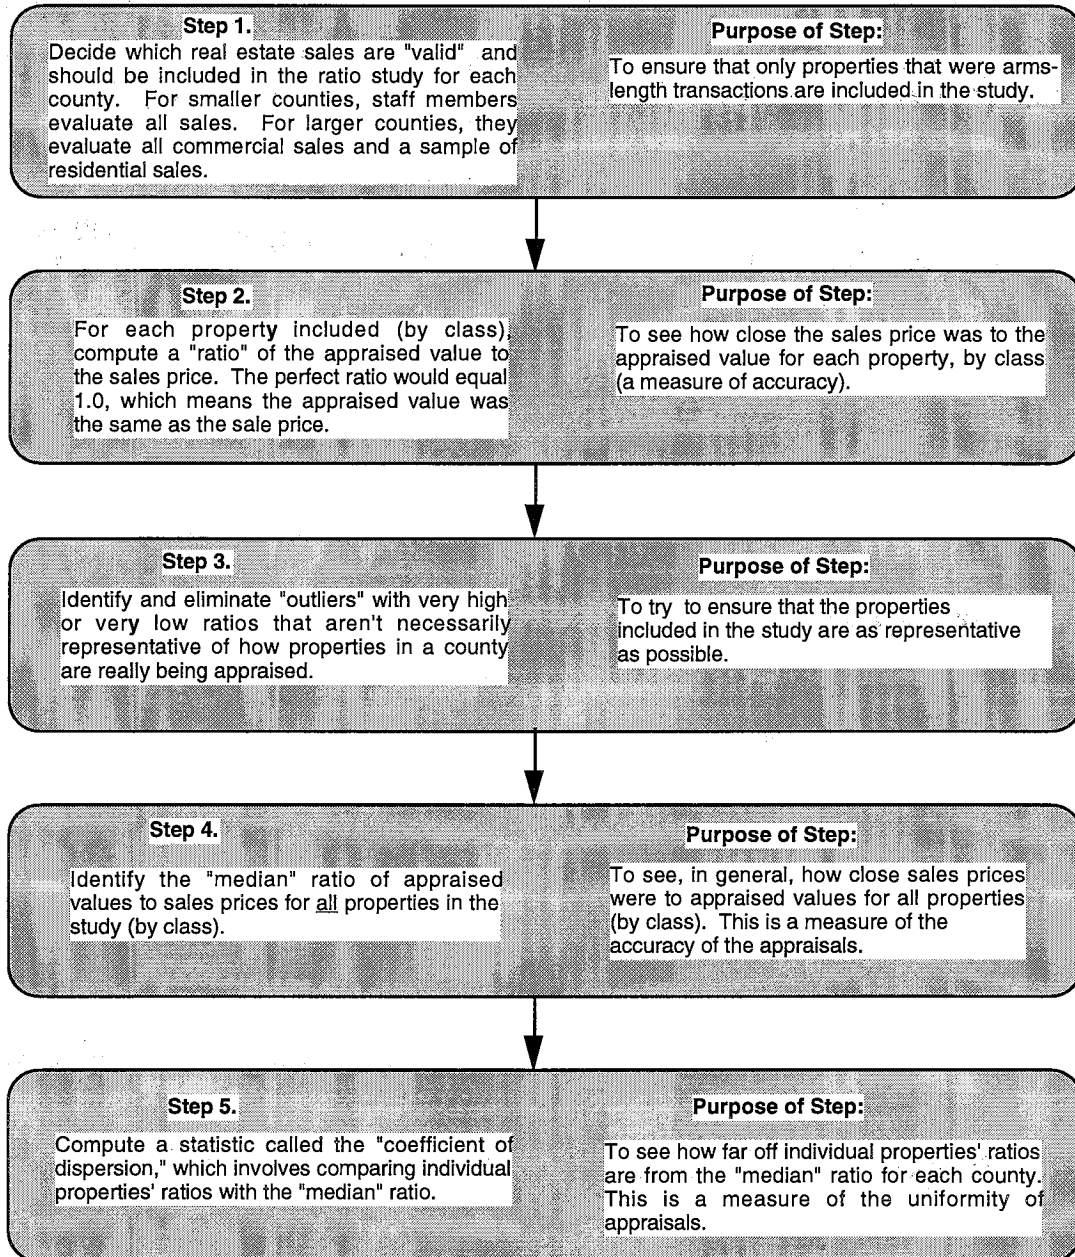 Step 1.
Decide which real estate sales are "valid" and
should be included in the ratio study for each
county. For smaller counties, staff members
evaluate all sales. For larger counties, they
evaluate all commercial sales and a sample of
residential sales.
Purpose of Step:
To ensure that only properties that were arms-
length transactions are included in the study.
Step 2.
For each property included (by class),
compute a "ratio" of the appraised value to
the sales price. The perfect ratio would equal
1.0, which means the appraised value was
the same as the sale price.
Purpose of Step:
To see how close the sales price was to the
appraised value for each property, by class
(a measure of accuracy).
Step 3.
Identify and eliminate "outliers" with very high
or very low ratios that aren't necessarily
representative of how properties in a county
are really being appraised.
Purpose of Step:
To try to ensure that the properties
included in the study are as representative
as possible.
Step 4.
Identify the "median" ratio of appraised
values to sales prices for all properties in the
study (by class).
Purpose of Step:
To see, in general, how close sales prices
were to appraised values for all properties
(by class). This is a measure of the
accuracy of the appraisals.
Step 5.
Compute a statistic called the "coefficient of
dispersion," which involves comparing individual
properties' ratios with the "median" ratio.
Purpose of Step:
To see how far off individual properties' ratios
are from the "median" ratio for each county.
This is a measure of the uniformity of
appraisals.